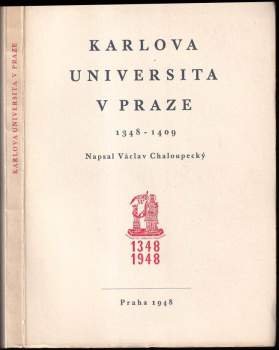 KARLOVA UNIVERSITA V PRAZE
KARLOVA
UNIVERSITA
V PRAZE
1348-1409
Napsal Václav Chaloupecký
1348
1948
Praha 1948